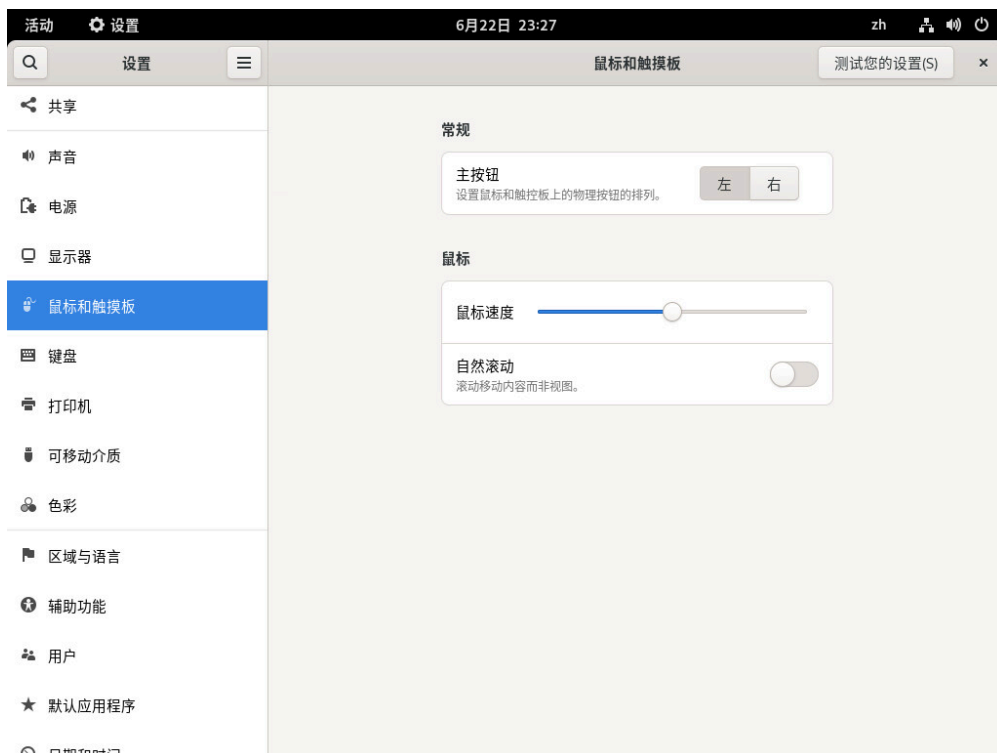 活动
设置
6月22日 23:27
zh
设置
鼠标和触摸板
测试您的设置(S)
共享
声音
电源
显示器
鼠标和触摸板
键盘
打印机
可移动介质
色彩
区域与语言
辅助功能
用户
默认应用程序
日期和时间
常规
主按钮
设置鼠标和触控板上的物理按钮的排列。
左
右
鼠标
鼠标速度
自然滚动
滚动移动内容而非视图。